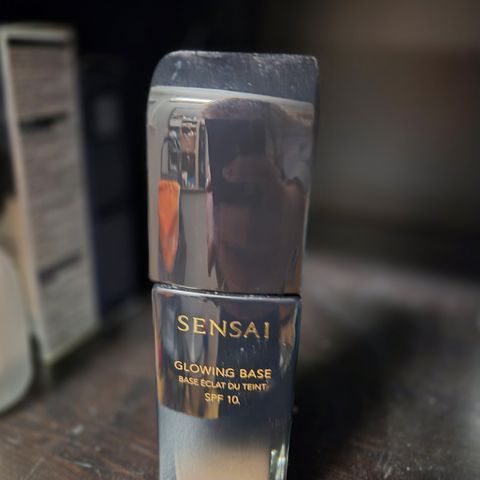 SENSAI
GLOWING BASE
BASE ÉCLAT DU TEINT
SPF 10